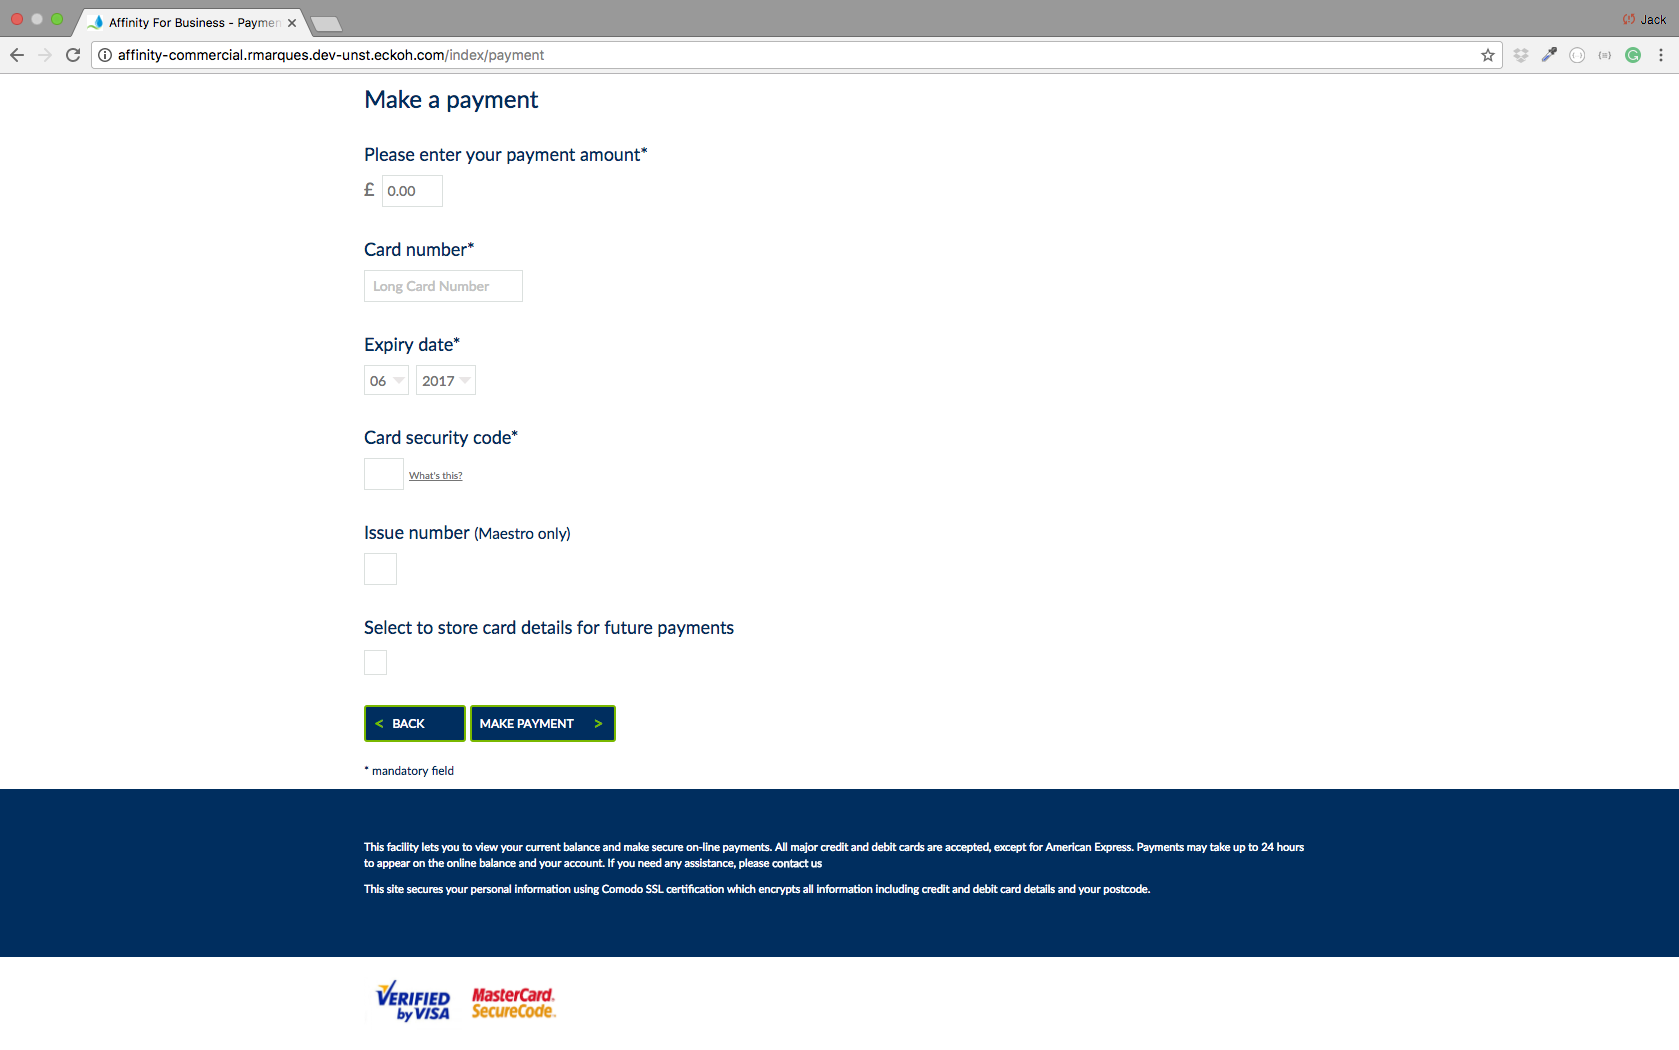 Affinity For Business - Paymen
Jack
affinity-commercial.rmarques.dev-unst.eckoh.com/index/payment
Make a payment
Please enter your payment amount*
£ 0.00
Card number*
Long Card Number
Expiry date*
06 2017
Card security code*
What's this?
Issue number (Maestro only)
Select to store card details for future payments
< BACK MAKE PAYMENT >
* mandatory field
This facility lets you to view your current balance and make secure on-line payments. All major credit and debit cards are accepted, except for American Express. Payments may take up to 24 hours
to appear on the online balance and your account. If you need any assistance, please contact us
This site secures your personal information using Comodo SSL certification which encrypts all information including credit and debit card details and your postcode.
VERIFIED MasterCard.
by VISA SecureCode.